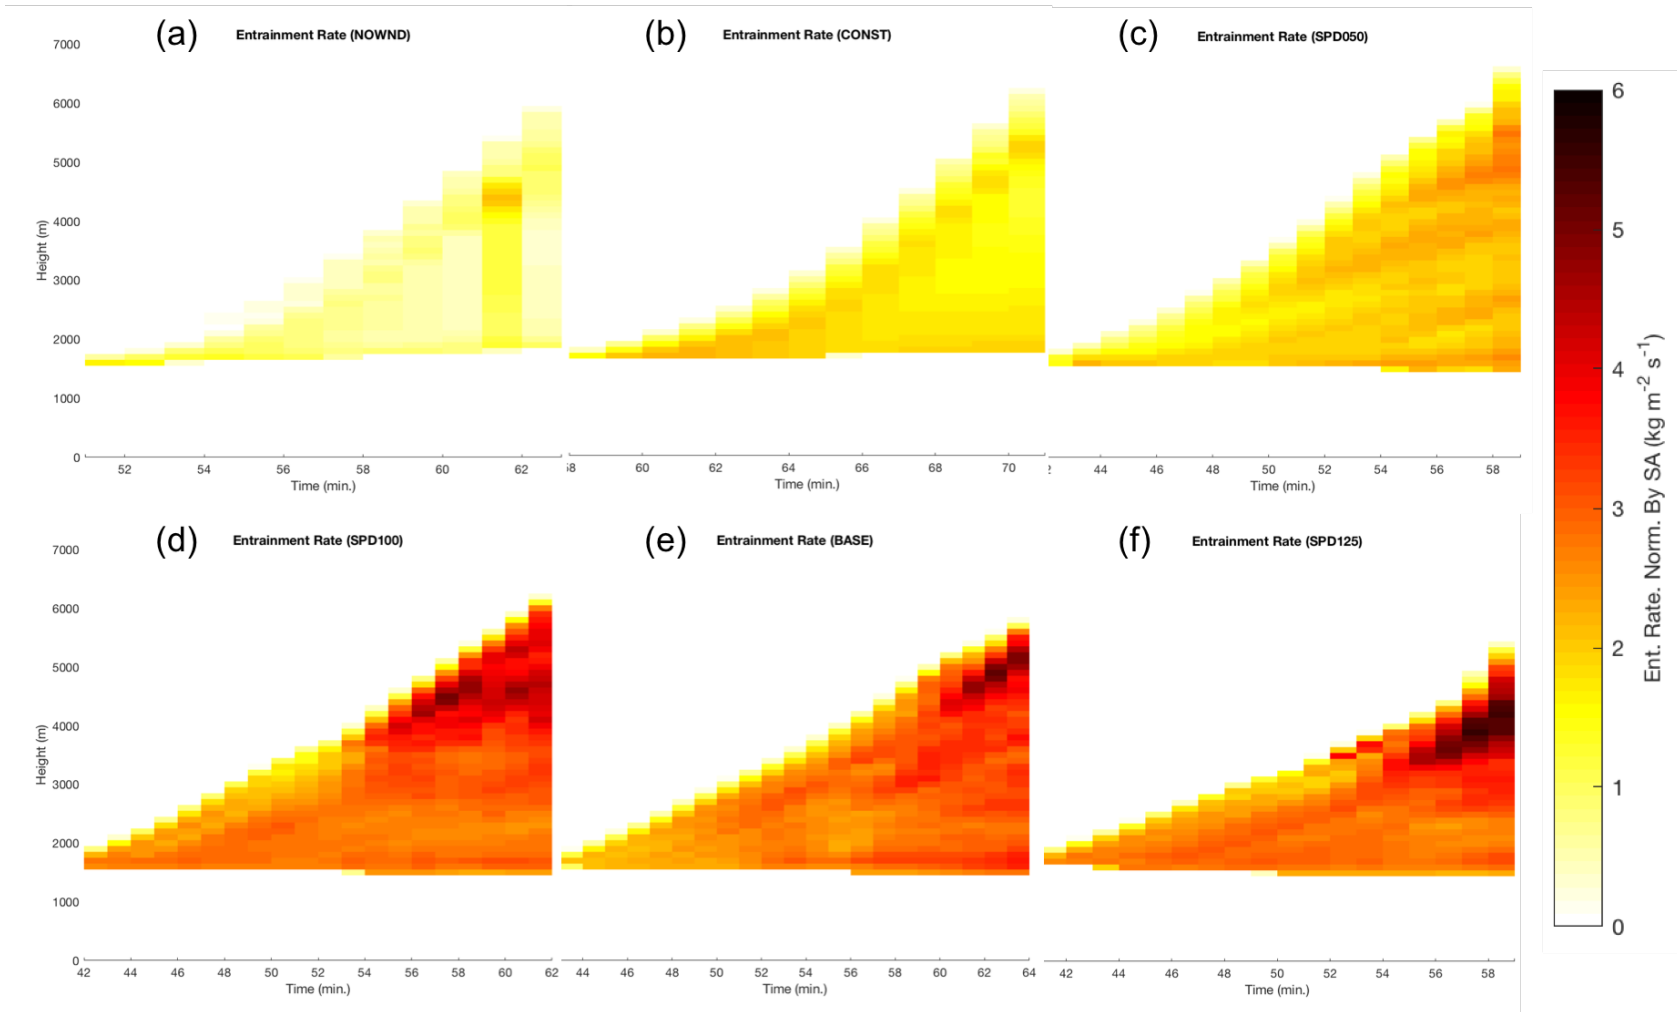 (a) Entrainment Rate (NOWND)
7000
6000
5000
4000
3000
2000
1000
0
Height (m)
52 54 56 58 60 62
Time (min.)
(b) Entrainment Rate (CONST)
58 60 62 64 66 68 70
Time (min.)
(c) Entrainment Rate (SPD050)
2 44 46 48 50 52 54 56 58
Time (min.)
(d) Entrainment Rate (SPD100)
7000
6000
5000
4000
3000
2000
1000
0
Height (m)
42 44 46 48 50 52 54 56 58 60 62
Time (min.)
(e) Entrainment Rate (BASE)
44 46 48 50 52 54 56 58 60 62 64
Time (min.)
(f) Entrainment Rate (SPD125)
42 44 46 48 50 52 54 56 58
Time (min.)
6
5
4
3
2
1
0
Ent. Rate. Norm. By SA (kg m⁻² s⁻¹)